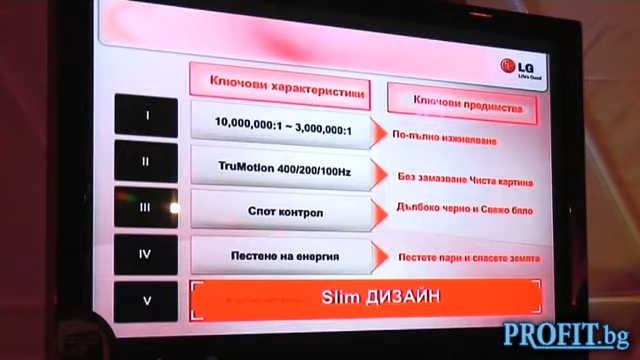 LG
Life's Good
Ключови характеристики
Ключови предимства
I
10,000,000:1 ~ 3,000,000:1
По-пълно изживяване
II
TruMotion 400/200/100Hz
Без замазване Чиста картина
III
Спот контрол
Дълбоко черно и Свежо бяло
IV
Пестене на енергия
Пестете пари и спасете земята
V
Slim ДИЗАЙН
PROFIT.bg